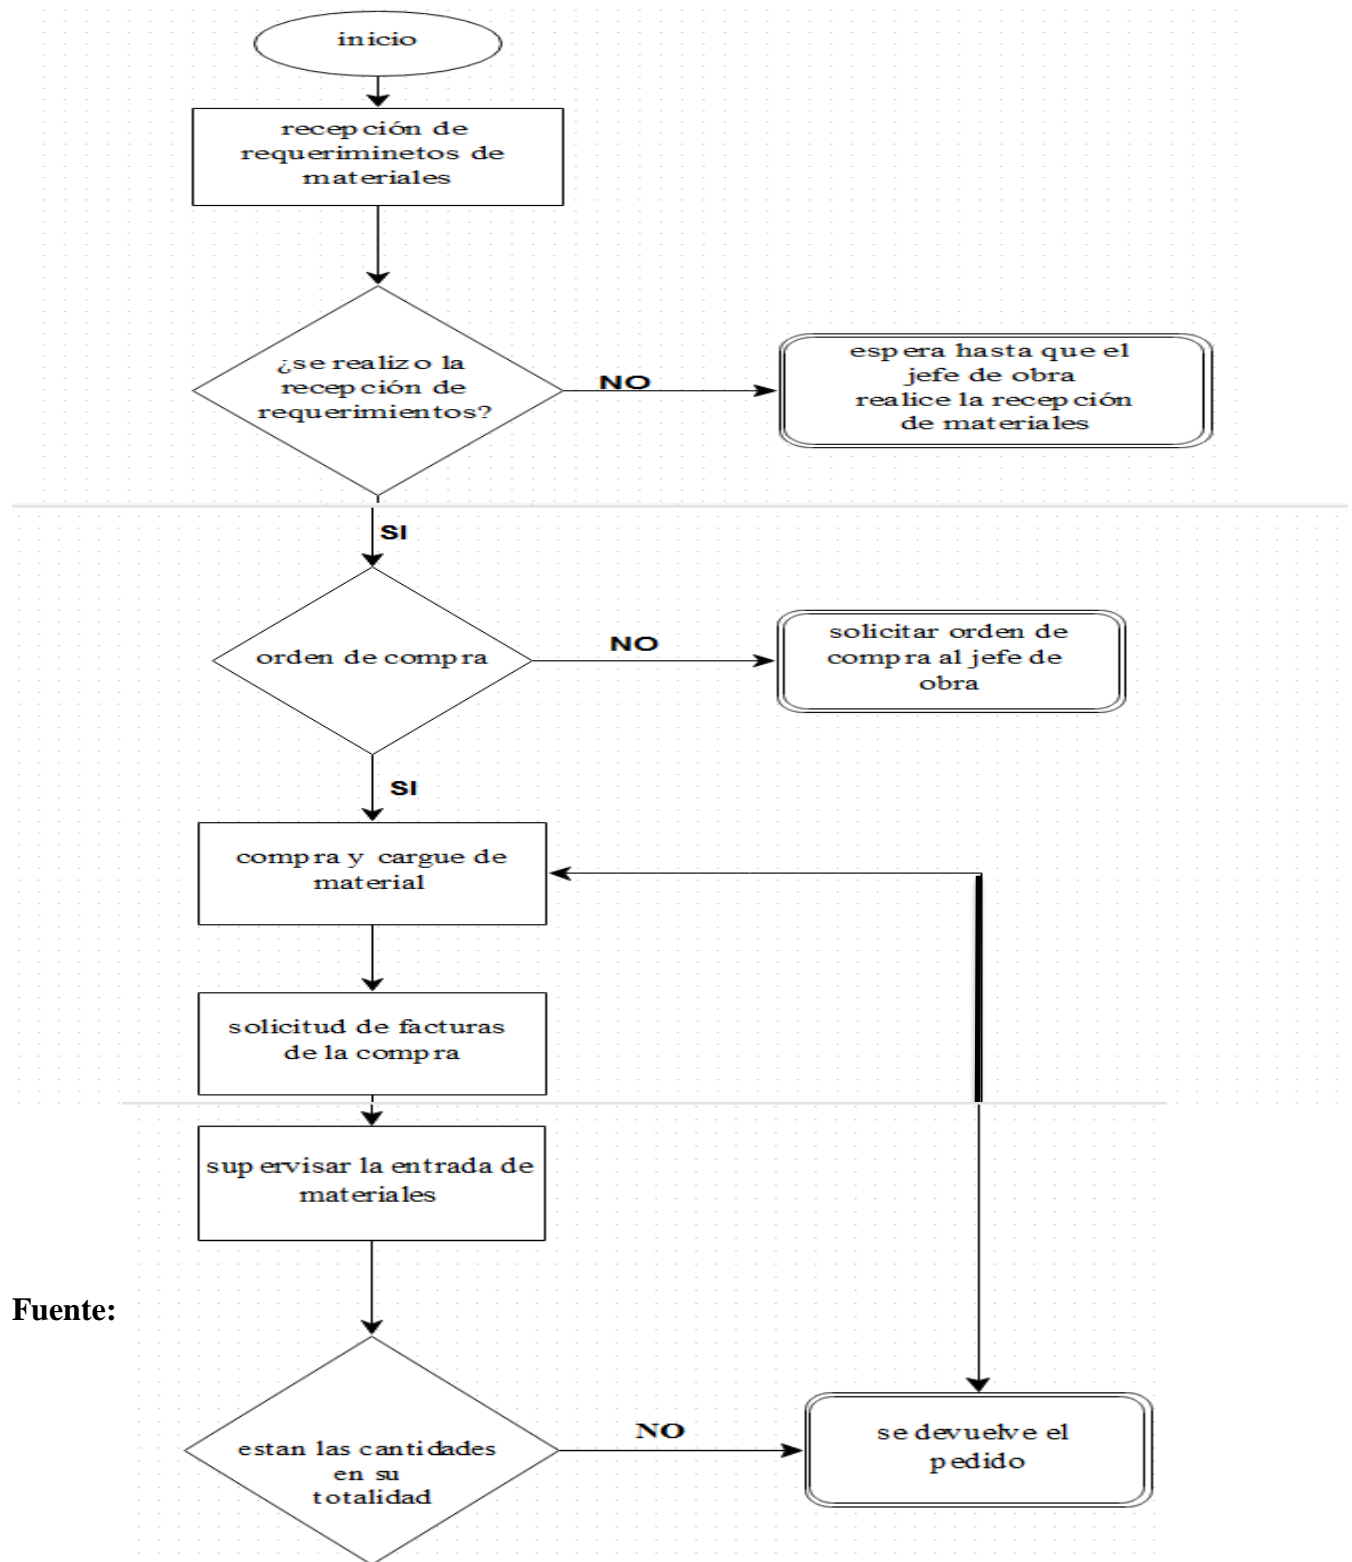 inicio
recepción de
requeriminetos de
materiales
¿se realizo la
recepción de
requerimientos?
NO
espera hasta que el
jefe de obra
realice la recepción
de materiales
SI
orden de compra
NO
solicitar orden de
compra al jefe de
obra
SI
compra y cargue de
material
solicitud de facturas
de la compra
supervisar la entrada de
materiales
Fuente:
estan las cantidades
en su
totalidad
NO
se devuelve el
pedido